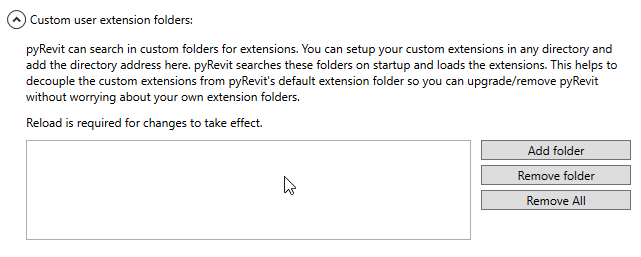 Custom user extension folders:
pyRevit can search in custom folders for extensions. You can setup your custom extensions in any directory and
add the directory address here. pyRevit searches these folders on startup and loads the extensions. This helps to
decouple the custom extensions from pyRevit's default extension folder so you can upgrade/remove pyRevit
without worrying about your own extension folders.
Reload is required for changes to take effect.
Add folder
Remove folder
Remove All